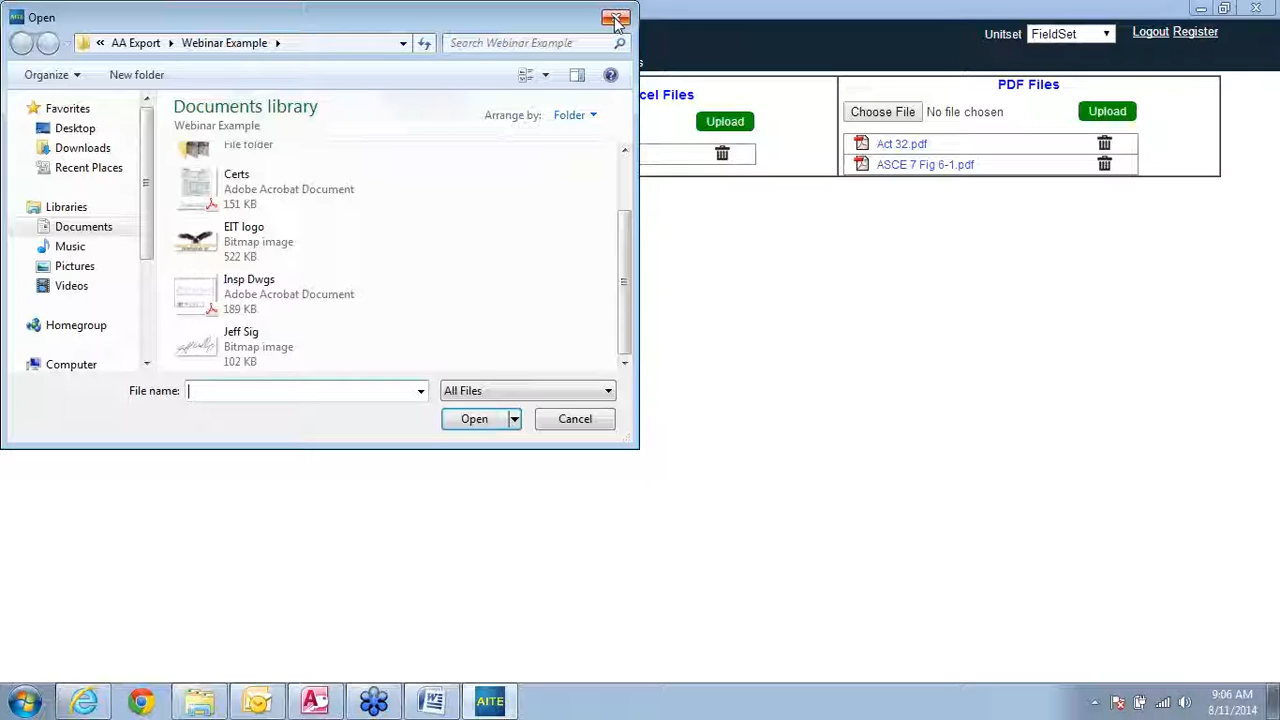 AITE Open
« AA Export Webinar Example Search Webinar Example
Organize New folder
Favorites
Desktop
Downloads
Recent Places
Libraries
Documents
Music
Pictures
Videos
Homegroup
Computer
Documents library
Webinar Example
Arrange by: Folder
File folder
Certs
Adobe Acrobat Document
151 KB
EIT logo
Bitmap image
522 KB
Insp Dwgs
Adobe Acrobat Document
189 KB
Jeff Sig
Bitmap image
102 KB
File name: All Files
Open Cancel
Unitset FieldSet Logout Register
cel Files
Upload
PDF Files
Choose File No file chosen Upload
Act 32.pdf
ASCE 7 Fig 6-1.pdf
AITE
9:06 AM
8/11/2014